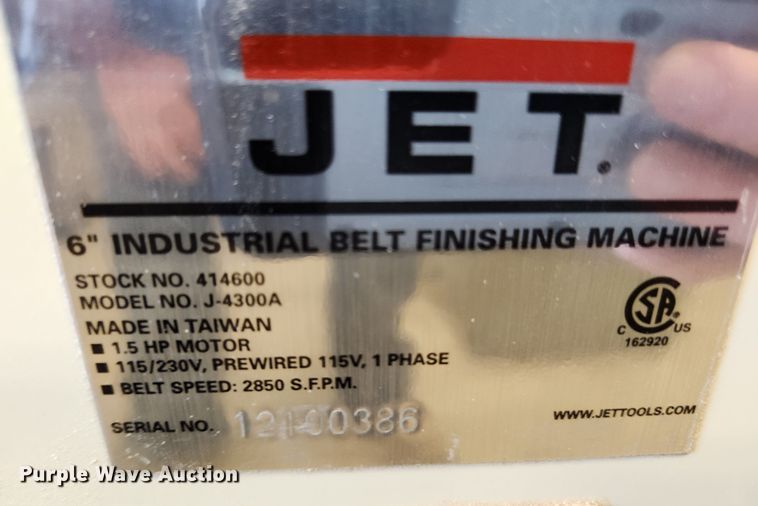 JET®
6" INDUSTRIAL BELT FINISHING MACHINE
STOCK NO. 414600
MODEL NO. J-4300A
MADE IN TAIWAN
■ 1.5 HP MOTOR
■ 115/230V, PREWIRED 115V, 1 PHASE
■ BELT SPEED: 2850 S.F.P.M.
C SA US
162920
SERIAL NO.
WWW.JETTOOLS.COM
Purple Wave Auction